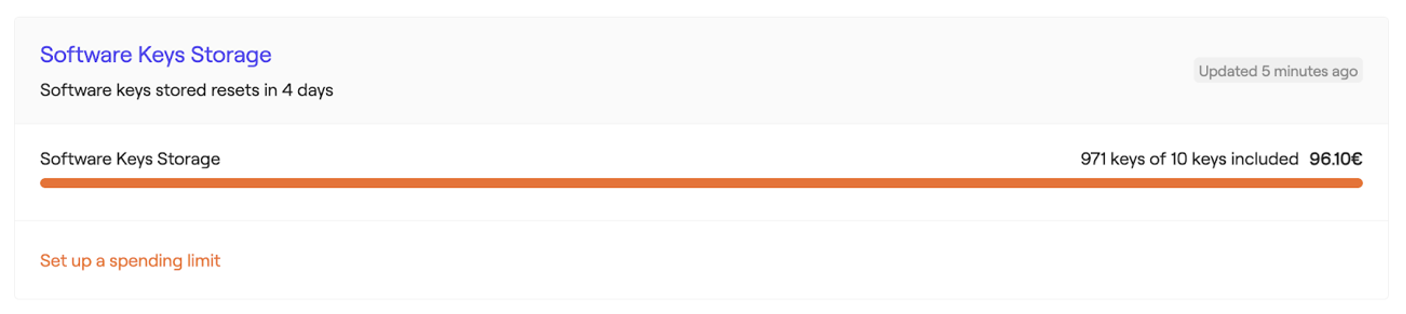 Software Keys Storage
Updated 5 minutes ago
Software keys stored resets in 4 days
Software Keys Storage 971 keys of 10 keys included 96.10€
Set up a spending limit